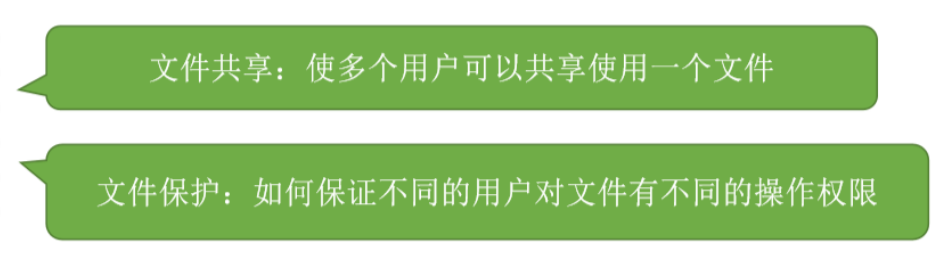 文件共享：使多个用户可以共享使用一个文件
文件保护：如何保证不同的用户对文件有不同的操作权限